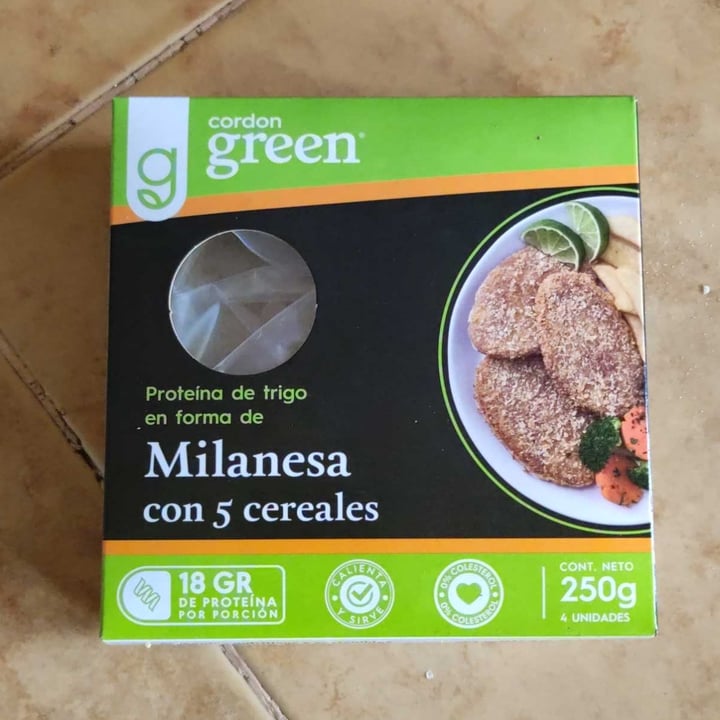 cordon
green®
Proteína de trigo
en forma de
Milanesa
con 5 cereales
18 GR
DE PROTEÍNA
POR PORCIÓN
CALIENTA
Y SIRVE
0% COLESTEROL
0% COLESTEROL
CONT. NETO
250g
4 UNIDADES